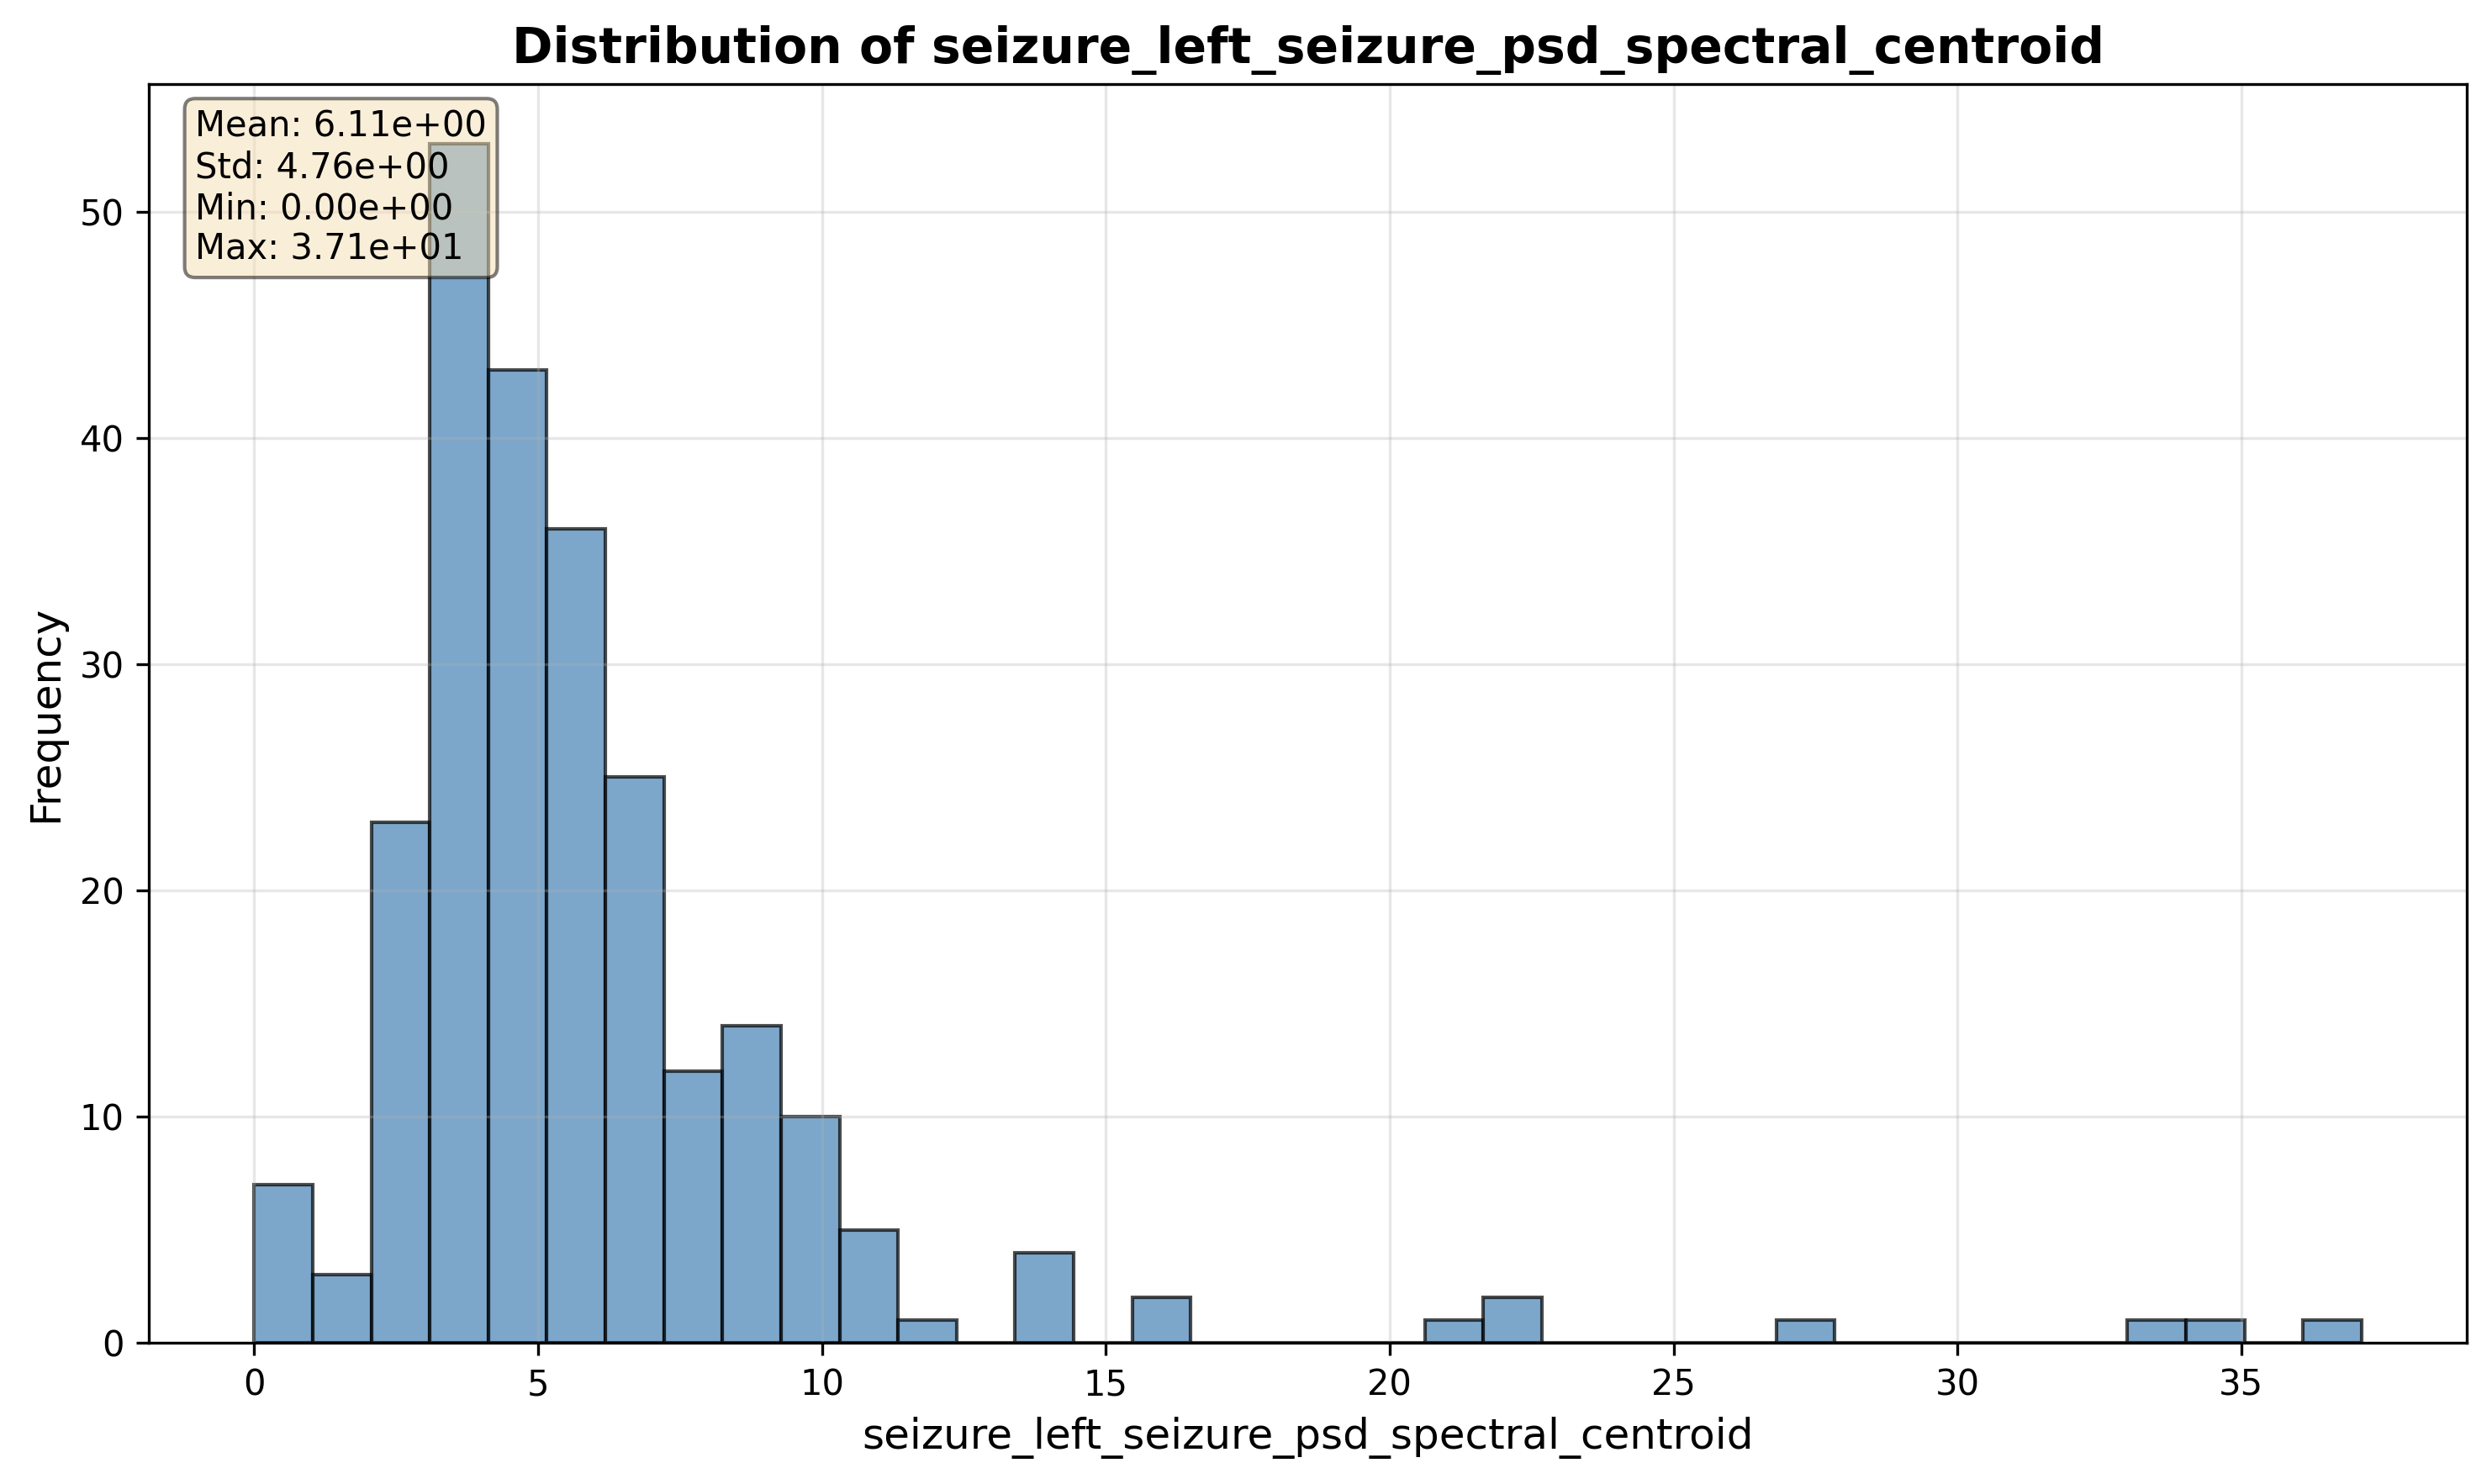 Distribution of seizure_left_seizure_psd_spectral_centroid
Mean: 6.11e+00
Std: 4.76e+00
Min: 0.00e+00
Max: 3.71e+01
Frequency
50
40
30
20
10
0
0 5 10 15 20 25 30 35
seizure_left_seizure_psd_spectral_centroid